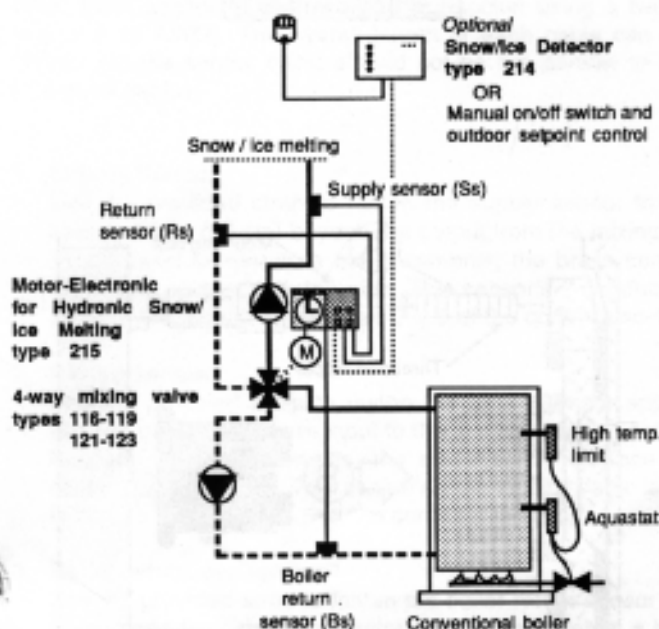 Optional
Snow/Ice Detector
type 214
OR
Manual on/off switch and
outdoor setpoint control
Snow / Ice melting
Supply sensor (Ss)
Return
sensor (Rs)
Motor-Electronic
for Hydronic Snow/
Ice Melting
type 215
M
4-way mixing valve
types 116-119
121-123
High temp
limit
Aquastat
Boiler
return
sensor (Bs)
Conventional boiler